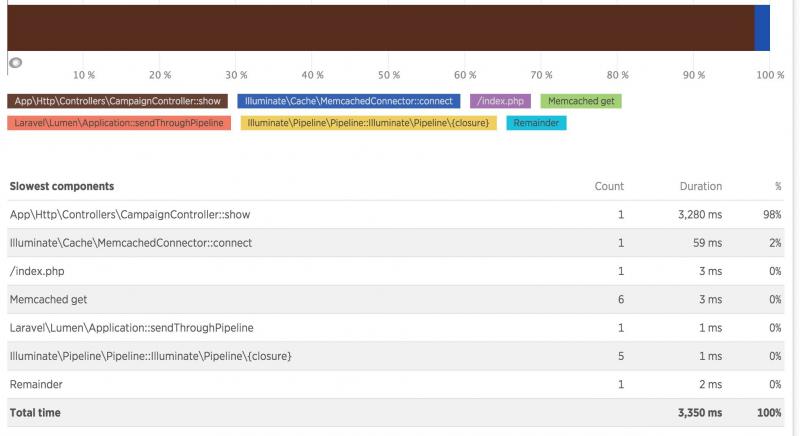 10 % 20 % 30 % 40 % 50 % 60 % 70 % 80 % 90 % 100 %
App\Http\Controllers\CampaignController::show Illuminate\Cache\MemcachedConnector::connect /index.php Memcached get
Laravel\Lumen\Application::sendThroughPipeline Illuminate\Pipeline\Pipeline::Illuminate\Pipeline\{closure} Remainder
Slowest components Count Duration %
App\Http\Controllers\CampaignController::show 1 3,280 ms 98%
Illuminate\Cache\MemcachedConnector::connect 1 59 ms 2%
/index.php 1 3 ms 0%
Memcached get 6 3 ms 0%
Laravel\Lumen\Application::sendThroughPipeline 1 1 ms 0%
Illuminate\Pipeline\Pipeline::Illuminate\Pipeline\{closure} 5 1 ms 0%
Remainder 1 2 ms 0%
Total time 3,350 ms 100%